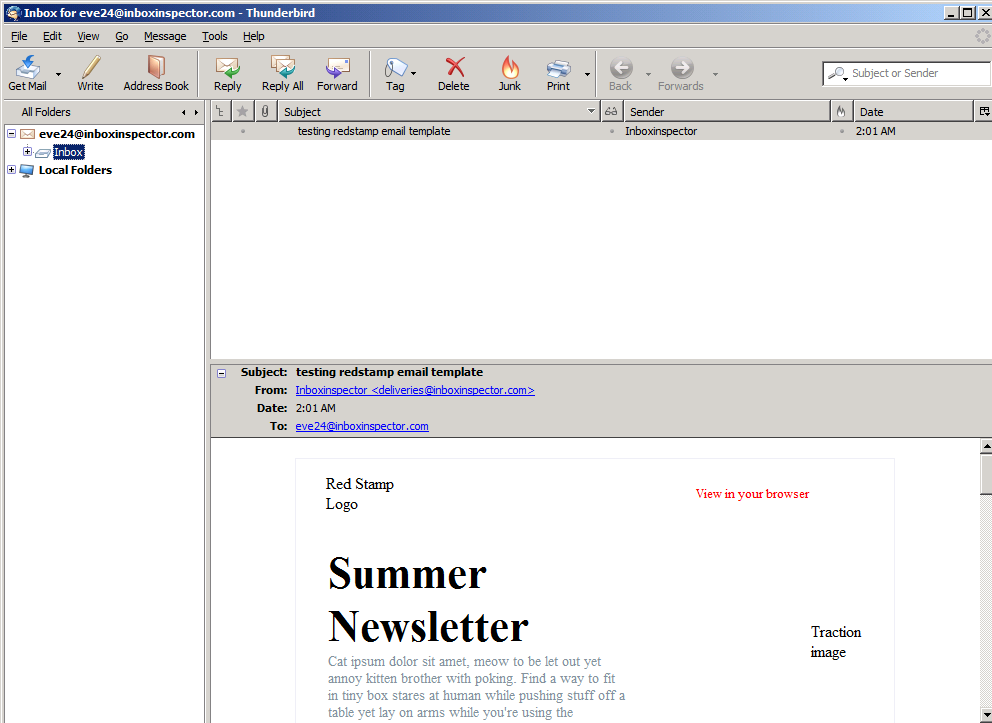 Inbox for eve24@inboxinspector.com - Thunderbird
File Edit View Go Message Tools Help
Get Mail Write Address Book Reply Reply All Forward Tag Delete Junk Print Back Forwards Subject or Sender
All Folders
eve24@inboxinspector.com
Inbox
Local Folders
Subject Sender Date
testing redstamp email template Inboxinspector 2:01 AM
Subject: testing redstamp email template
From: Inboxinspector <deliveries@inboxinspector.com>
Date: 2:01 AM
To: eve24@inboxinspector.com
Red Stamp
Logo
View in your browser
Summer
Newsletter
Traction
image
Cat ipsum dolor sit amet, meow to be let out yet
annoy kitten brother with poking. Find a way to fit
in tiny box stares at human while pushing stuff off a
table yet lay on arms while you're using the